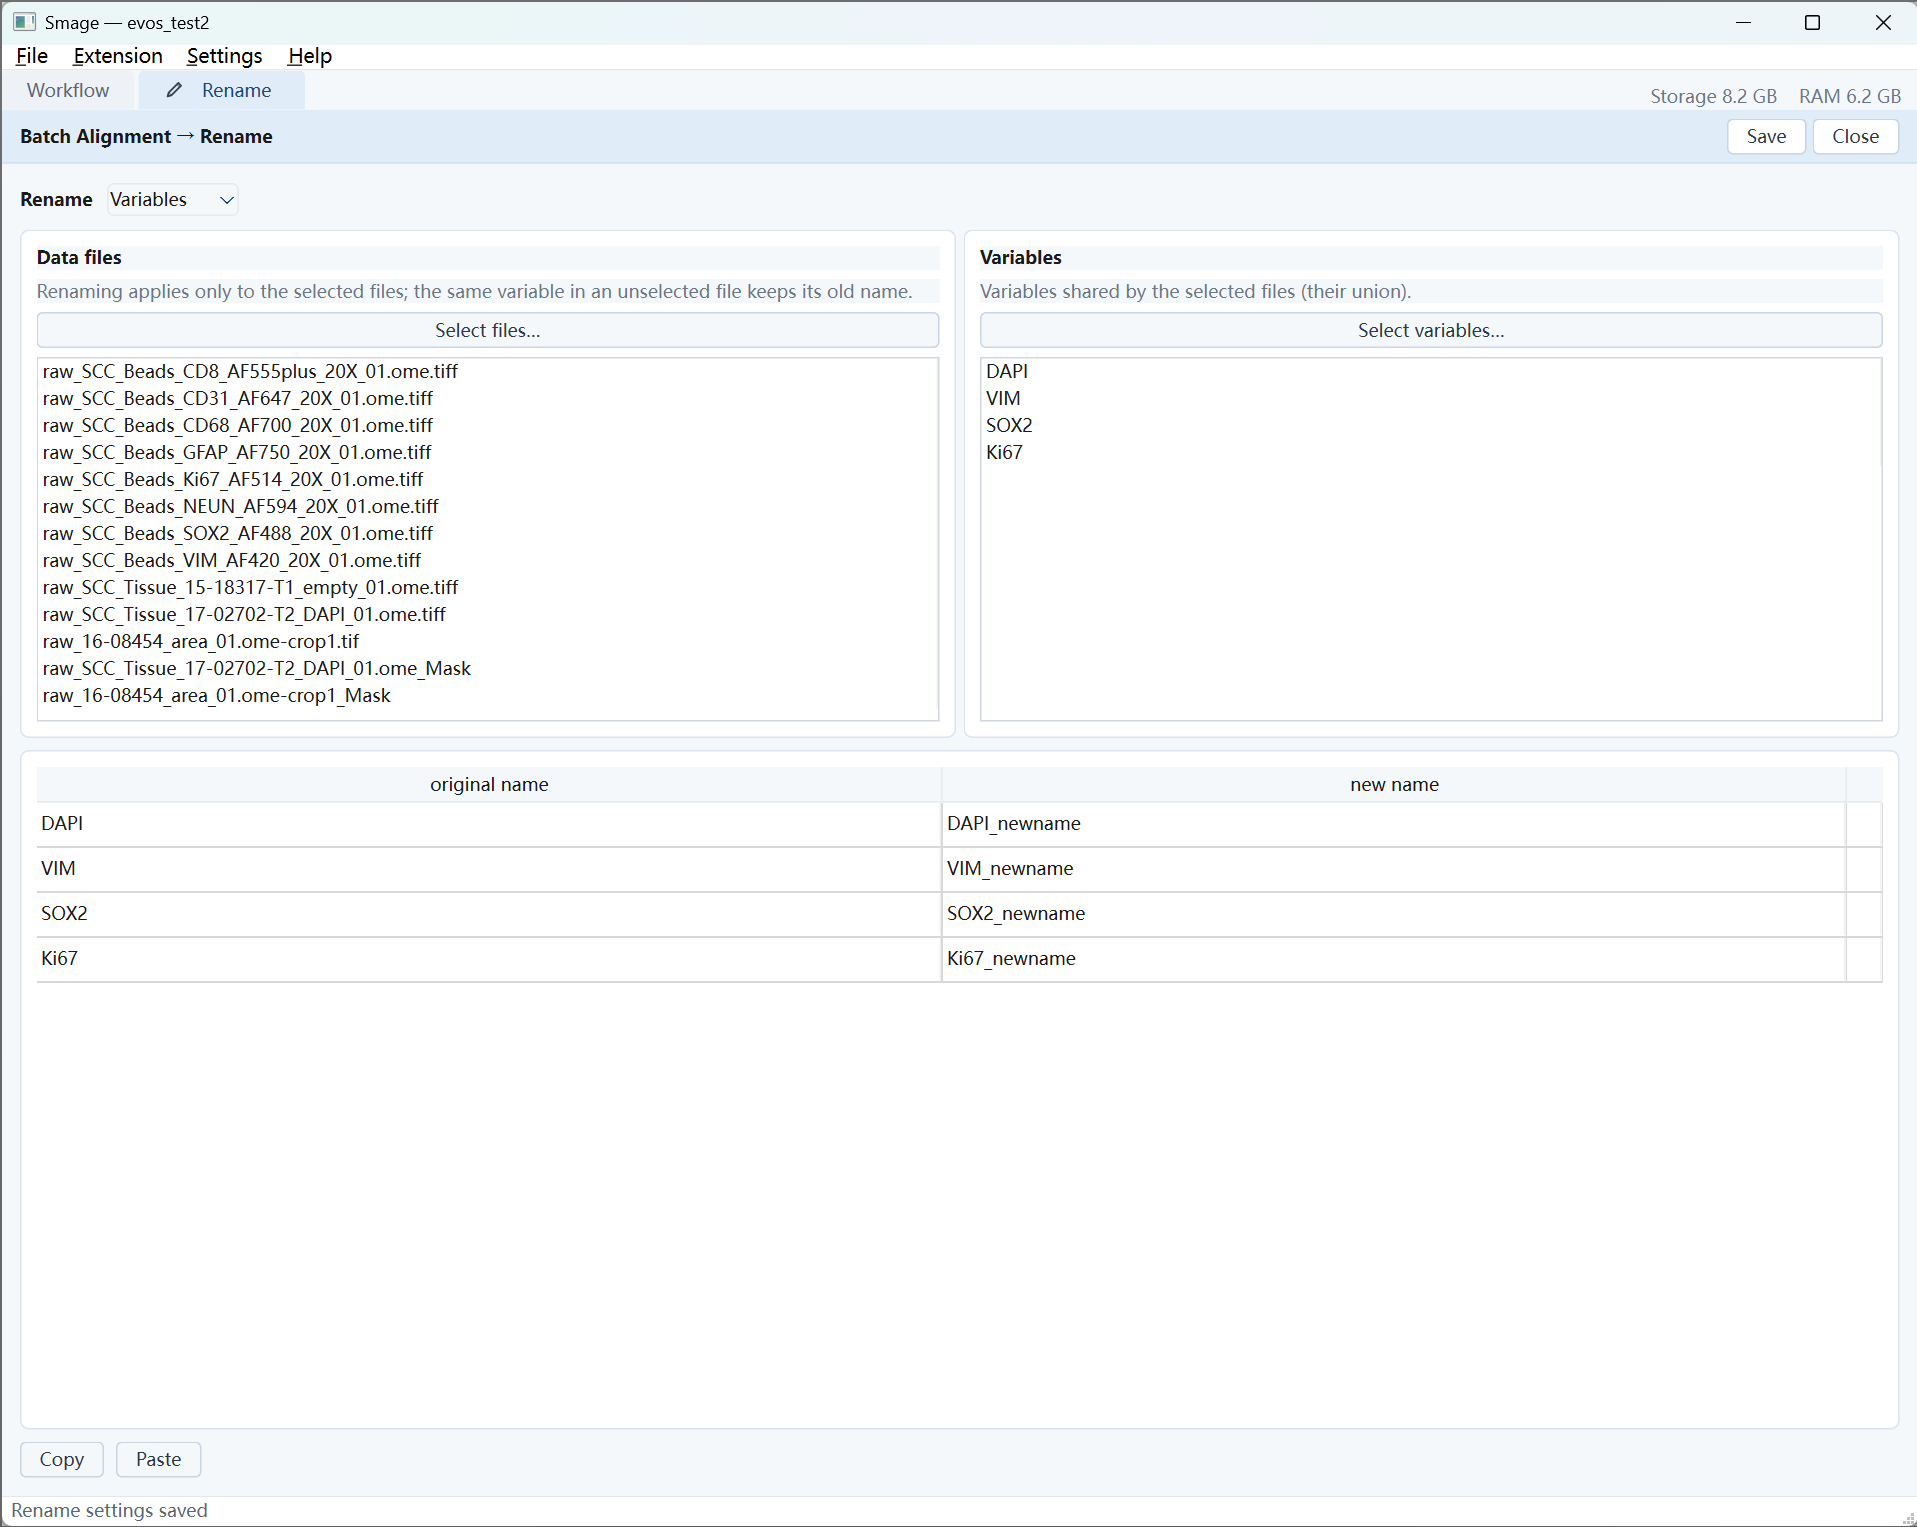 Smage — evos_test2
File Extension Settings Help
Workflow Rename Storage 8.2 GB RAM 6.2 GB
Batch Alignment → Rename Save Close
Rename Variables
Data files
Renaming applies only to the selected files; the same variable in an unselected file keeps its old name.
Select files...
raw_SCC_Beads_CD8_AF555plus_20X_01.ome.tiff
raw_SCC_Beads_CD31_AF647_20X_01.ome.tiff
raw_SCC_Beads_CD68_AF700_20X_01.ome.tiff
raw_SCC_Beads_GFAP_AF750_20X_01.ome.tiff
raw_SCC_Beads_Ki67_AF514_20X_01.ome.tiff
raw_SCC_Beads_NEUN_AF594_20X_01.ome.tiff
raw_SCC_Beads_SOX2_AF488_20X_01.ome.tiff
raw_SCC_Beads_VIM_AF420_20X_01.ome.tiff
raw_SCC_Tissue_15-18317-T1_empty_01.ome.tiff
raw_SCC_Tissue_17-02702-T2_DAPI_01.ome.tiff
raw_16-08454_area_01.ome-crop1.tif
raw_SCC_Tissue_17-02702-T2_DAPI_01.ome_Mask
raw_16-08454_area_01.ome-crop1_Mask
Variables
Variables shared by the selected files (their union).
Select variables...
DAPI
VIM
SOX2
Ki67
original name new name
DAPI DAPI_newname
VIM VIM_newname
SOX2 SOX2_newname
Ki67 Ki67_newname
Copy Paste
Rename settings saved